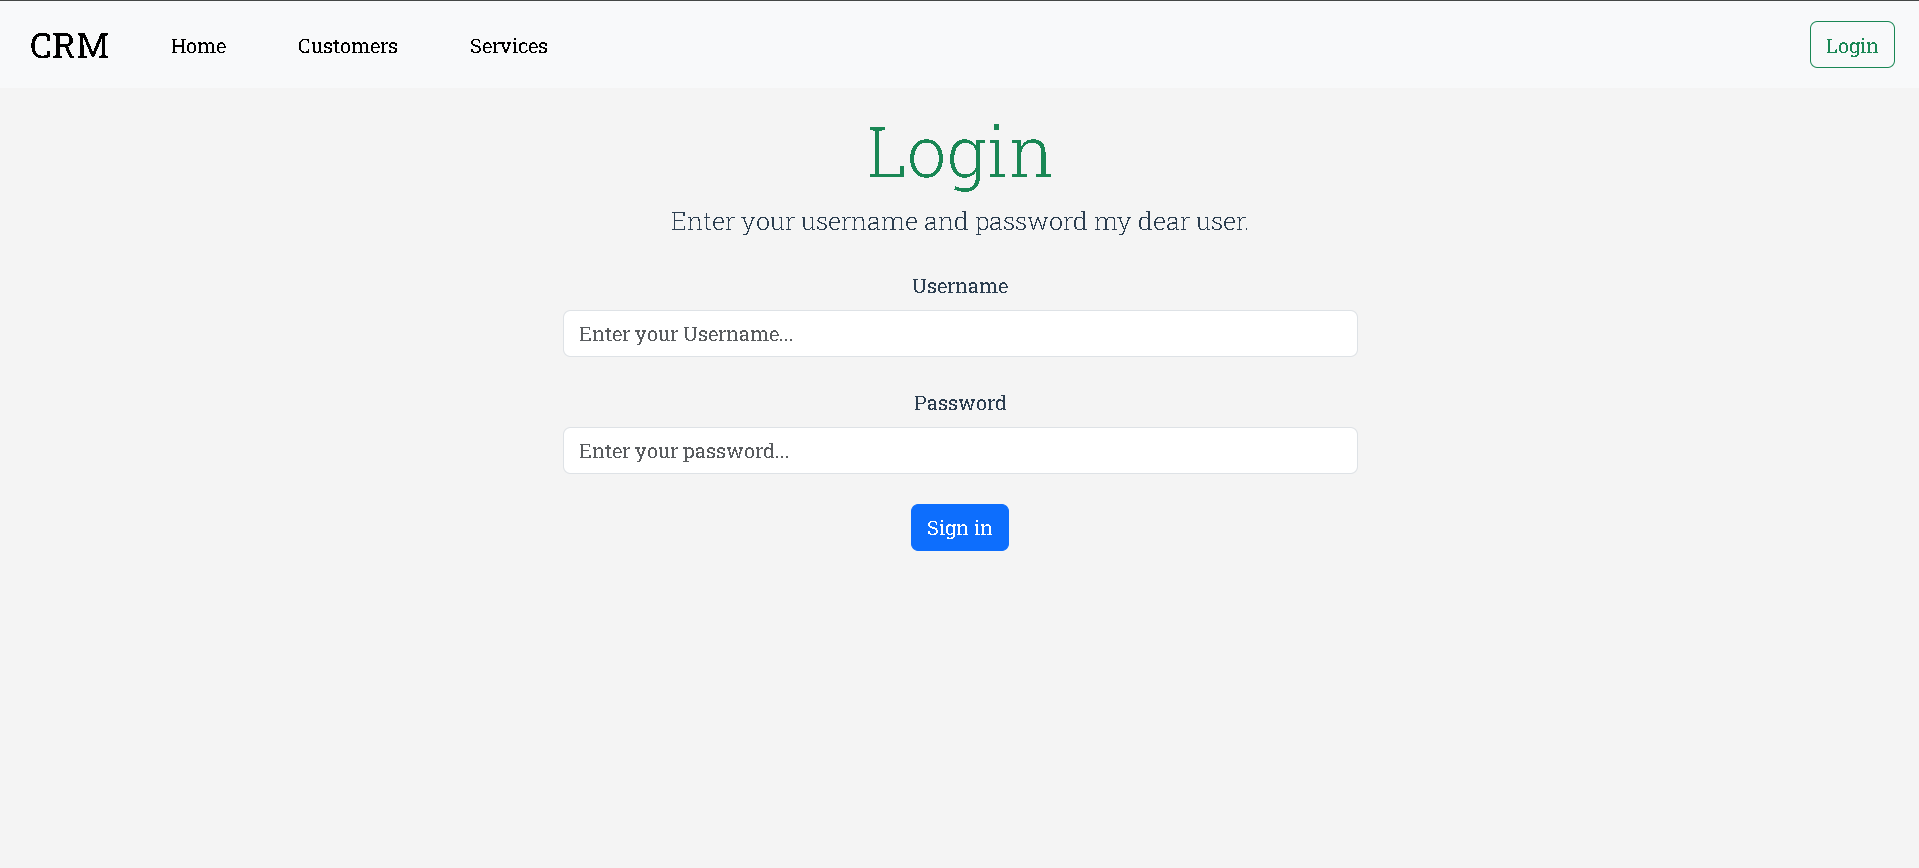 CRM Home Customers Services Login
Login
Enter your username and password my dear user.
Username
Enter your Username...
Password
Enter your password...
Sign in